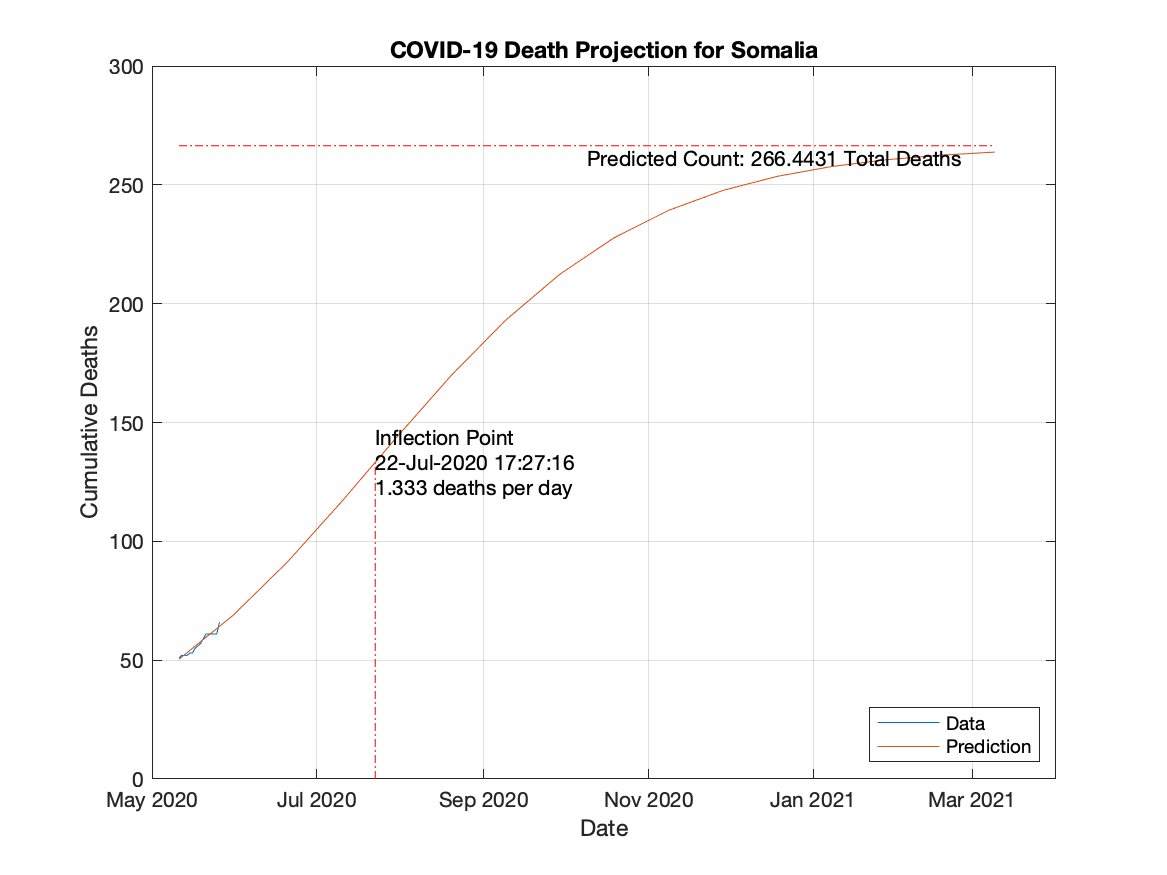 COVID-19 Death Projection for Somalia
300
250
200
150
100
50
0
Cumulative Deaths
Predicted Count: 266.4431 Total Deaths
Inflection Point
22-Jul-2020 17:27:16
1.333 deaths per day
Data
Prediction
May 2020 Jul 2020 Sep 2020 Nov 2020 Jan 2021 Mar 2021
Date